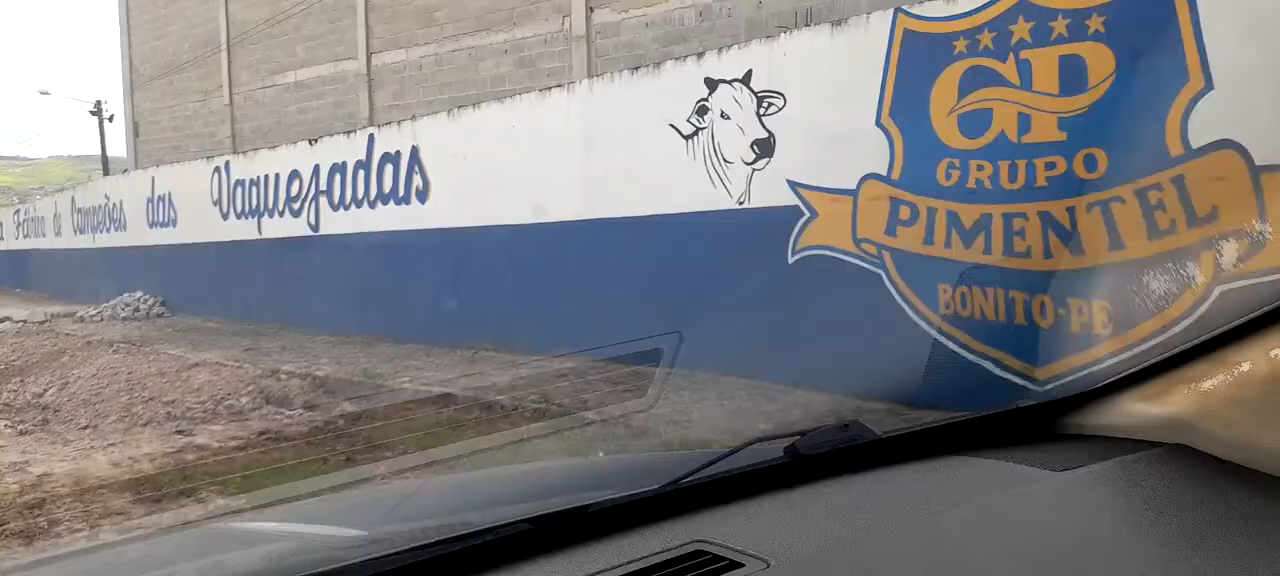 a Fábrica de Campeões das Vaquejadas
GP
GRUPO
PIMENTEL
BONITO-PE